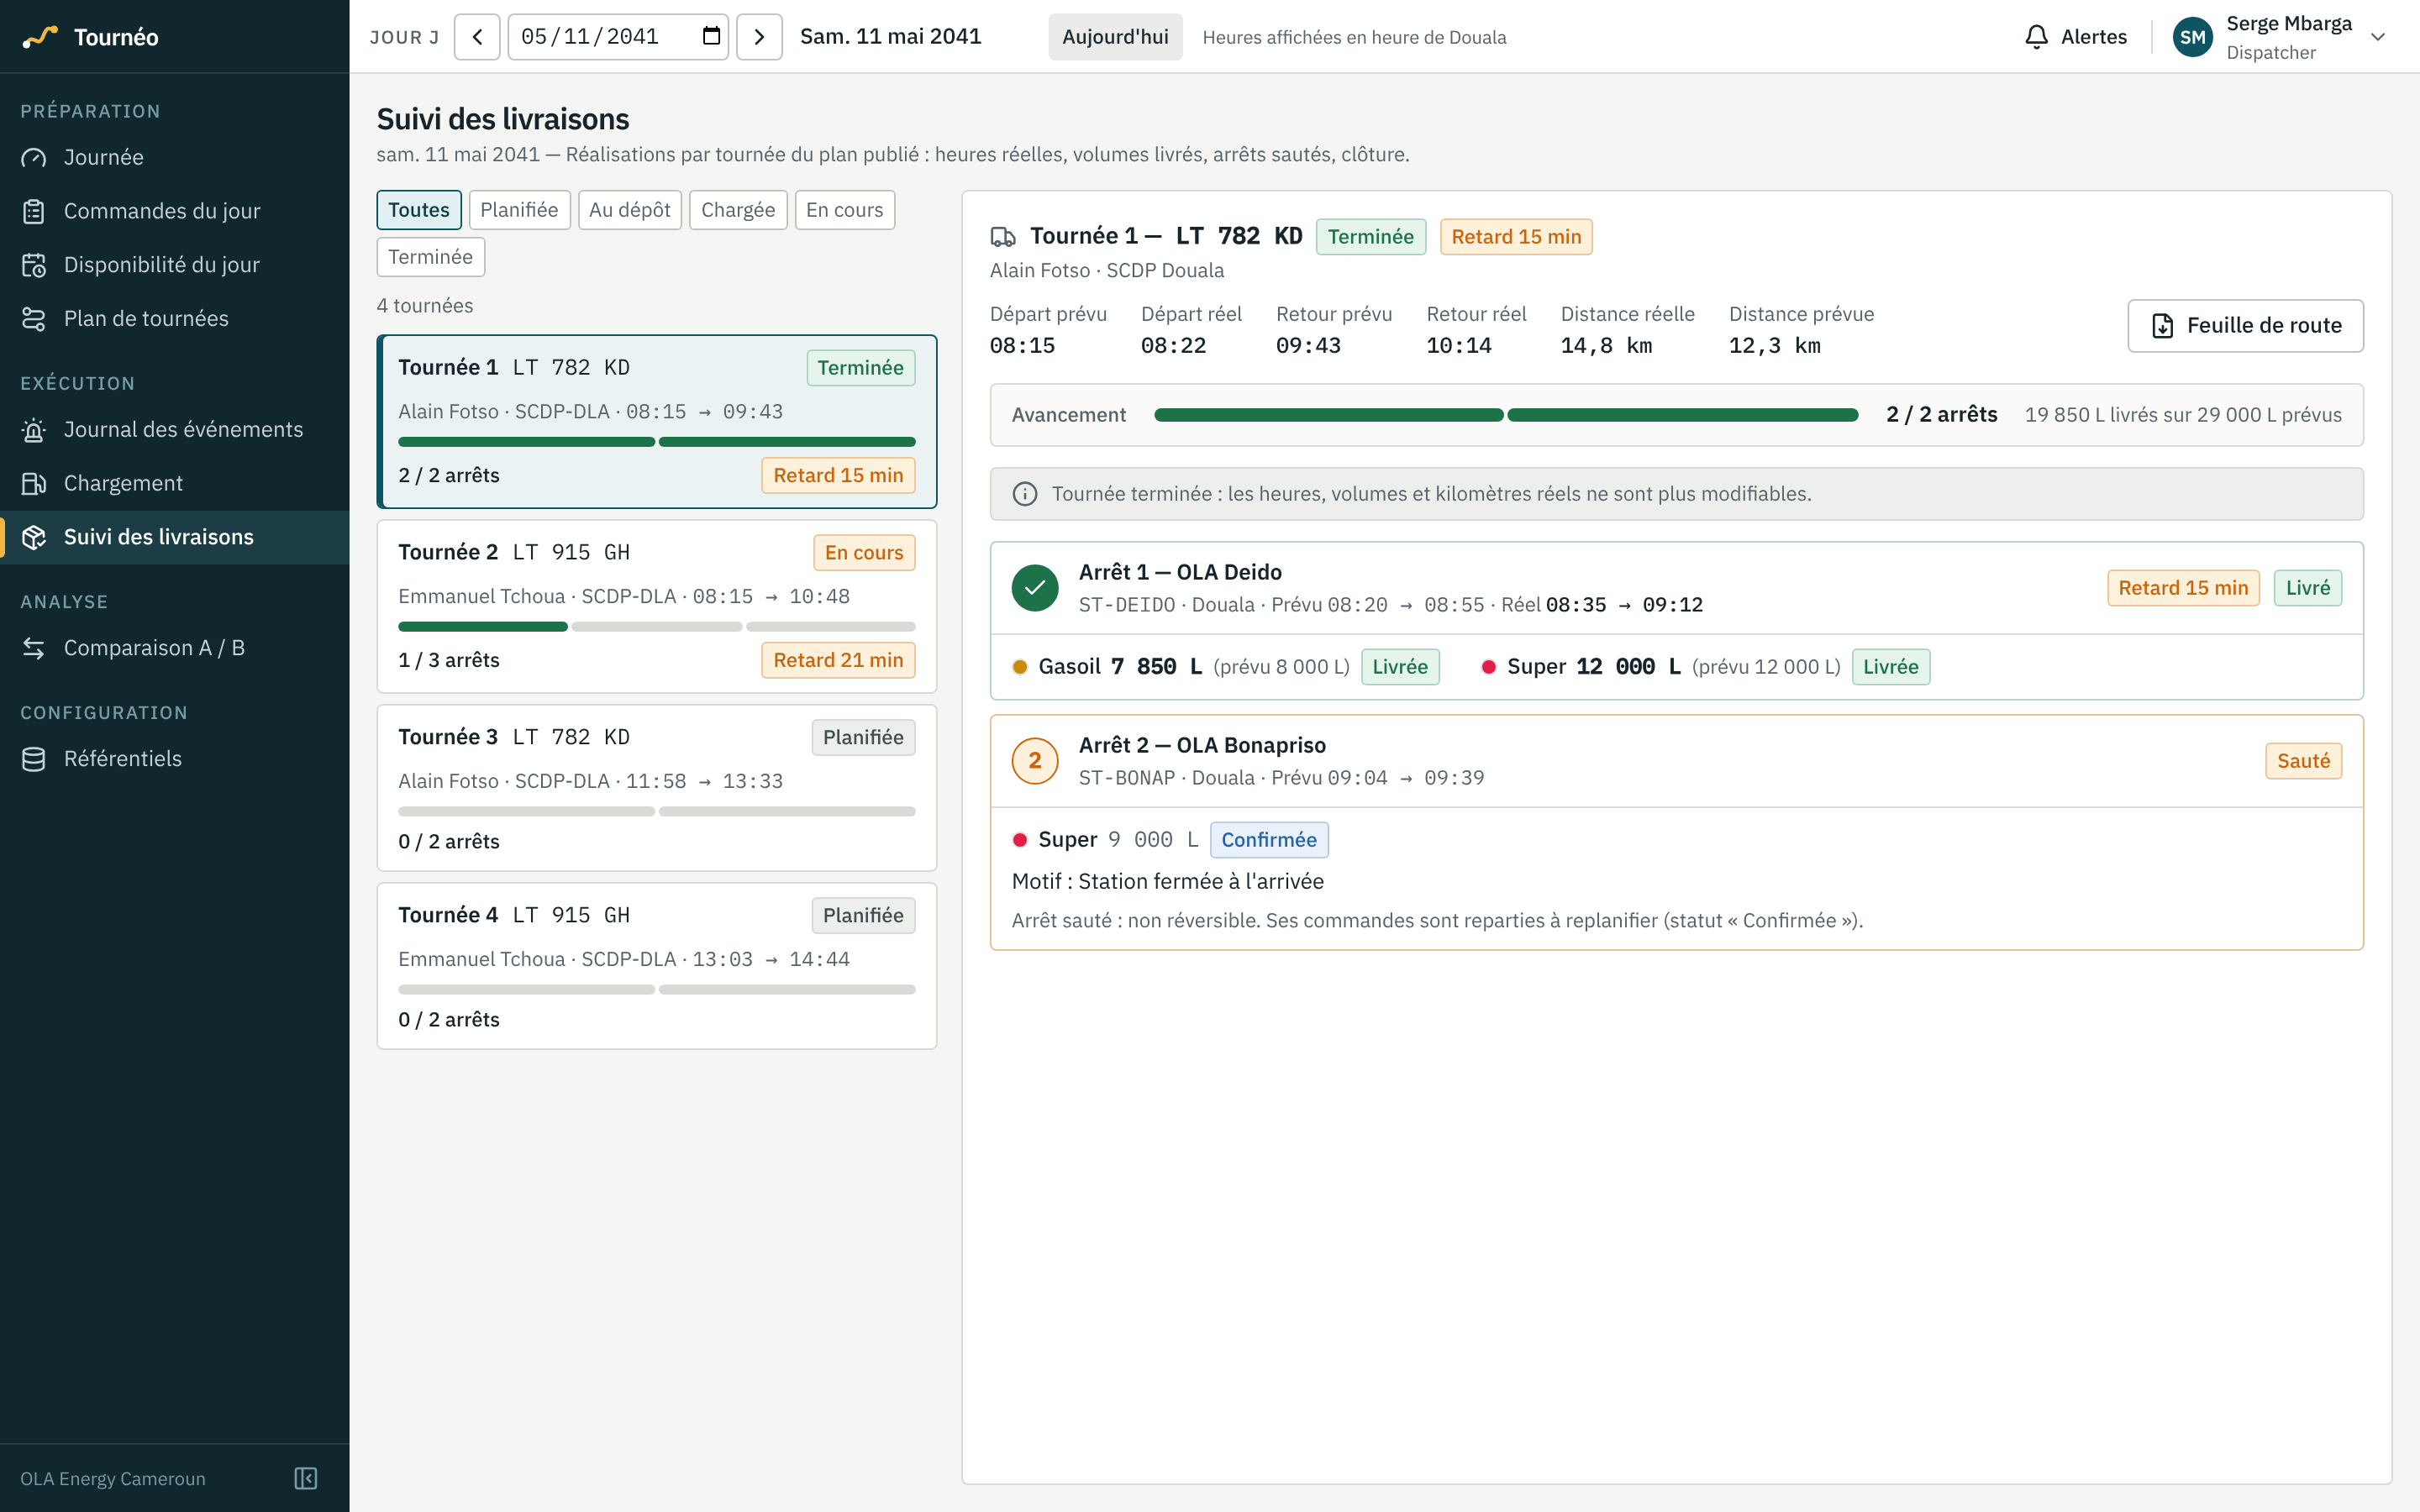 Tournéo
PRÉPARATION
Journée
Commandes du jour
Disponibilité du jour
Plan de tournées
EXÉCUTION
Journal des événements
Chargement
Suivi des livraisons
ANALYSE
Comparaison A / B
CONFIGURATION
Référentiels
OLA Energy Cameroun
JOUR J
05/11/2041
Sam. 11 mai 2041
Aujourd'hui
Heures affichées en heure de Douala
Alertes
SM
Serge Mbarga
Dispatcher
Suivi des livraisons
sam. 11 mai 2041 — Réalisations par tournée du plan publié : heures réelles, volumes livrés, arrêts sautés, clôture.
Toutes Planifiée Au dépôt Chargée En cours
Terminée
4 tournées
Tournée 1 LT 782 KD Terminée
Alain Fotso · SCDP-DLA · 08:15 → 09:43
2 / 2 arrêts Retard 15 min
Tournée 2 LT 915 GH En cours
Emmanuel Tchoua · SCDP-DLA · 08:15 → 10:48
1 / 3 arrêts Retard 21 min
Tournée 3 LT 782 KD Planifiée
Alain Fotso · SCDP-DLA · 11:58 → 13:33
0 / 2 arrêts
Tournée 4 LT 915 GH Planifiée
Emmanuel Tchoua · SCDP-DLA · 13:03 → 14:44
0 / 2 arrêts
Tournée 1 — LT 782 KD Terminée Retard 15 min
Alain Fotso · SCDP Douala
Départ prévu Départ réel Retour prévu Retour réel Distance réelle Distance prévue
08:15 08:22 09:43 10:14 14,8 km 12,3 km
Feuille de route
Avancement 2 / 2 arrêts 19 850 L livrés sur 29 000 L prévus
Tournée terminée : les heures, volumes et kilomètres réels ne sont plus modifiables.
Arrêt 1 — OLA Deido
ST-DEIDO · Douala · Prévu 08:20 → 08:55 · Réel 08:35 → 09:12
Retard 15 min Livré
Gasoil 7 850 L (prévu 8 000 L) Livrée Super 12 000 L (prévu 12 000 L) Livrée
2
Arrêt 2 — OLA Bonapriso
ST-BONAP · Douala · Prévu 09:04 → 09:39
Sauté
Super 9 000 L Confirmée
Motif : Station fermée à l'arrivée
Arrêt sauté : non réversible. Ses commandes sont reparties à replanifier (statut « Confirmée »).